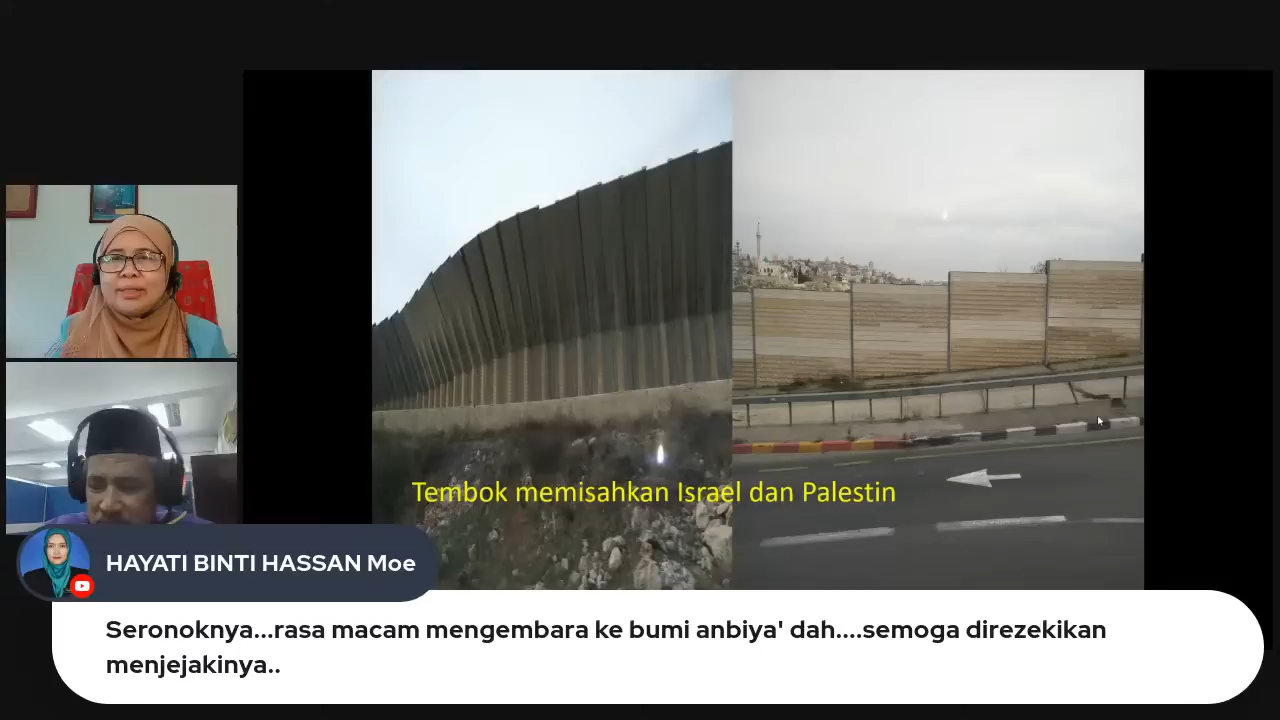 Tembok memisahkan Israel dan Palestin
HAYATI BINTI HASSAN Moe
Seronoknya...rasa macam mengembara ke bumi anbiya' dah....semoga direzekikan
menjejakinya..